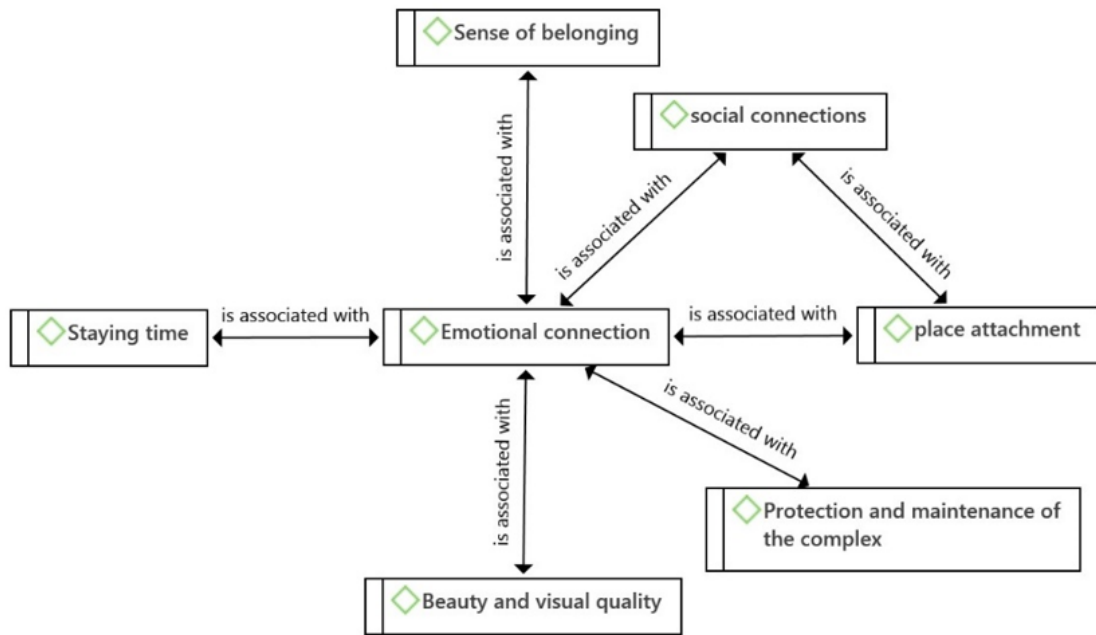 Sense of belonging
social connections
is associated with
is associated with
is associated with
Staying time
is associated with
Emotional connection
is associated with
place attachment
is associated with
is associated with
Protection and maintenance of
the complex
Beauty and visual quality